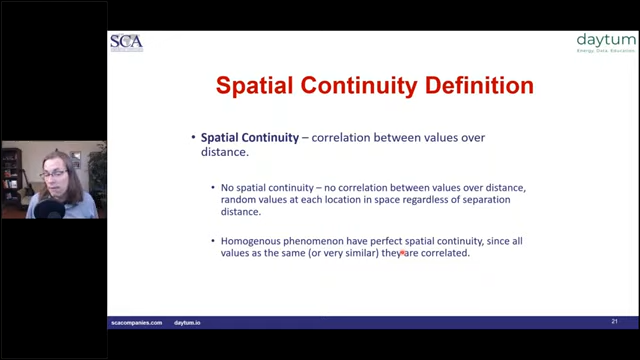 SCA
daytum
Energy. Data. Education.
Spatial Continuity Definition
• Spatial Continuity – correlation between values over
distance.
• No spatial continuity – no correlation between values over distance,
random values at each location in space regardless of separation
distance.
• Homogenous phenomenon have perfect spatial continuity, since all
values as the same (or very similar) they are correlated.
scacompanies.com daytum.io
21